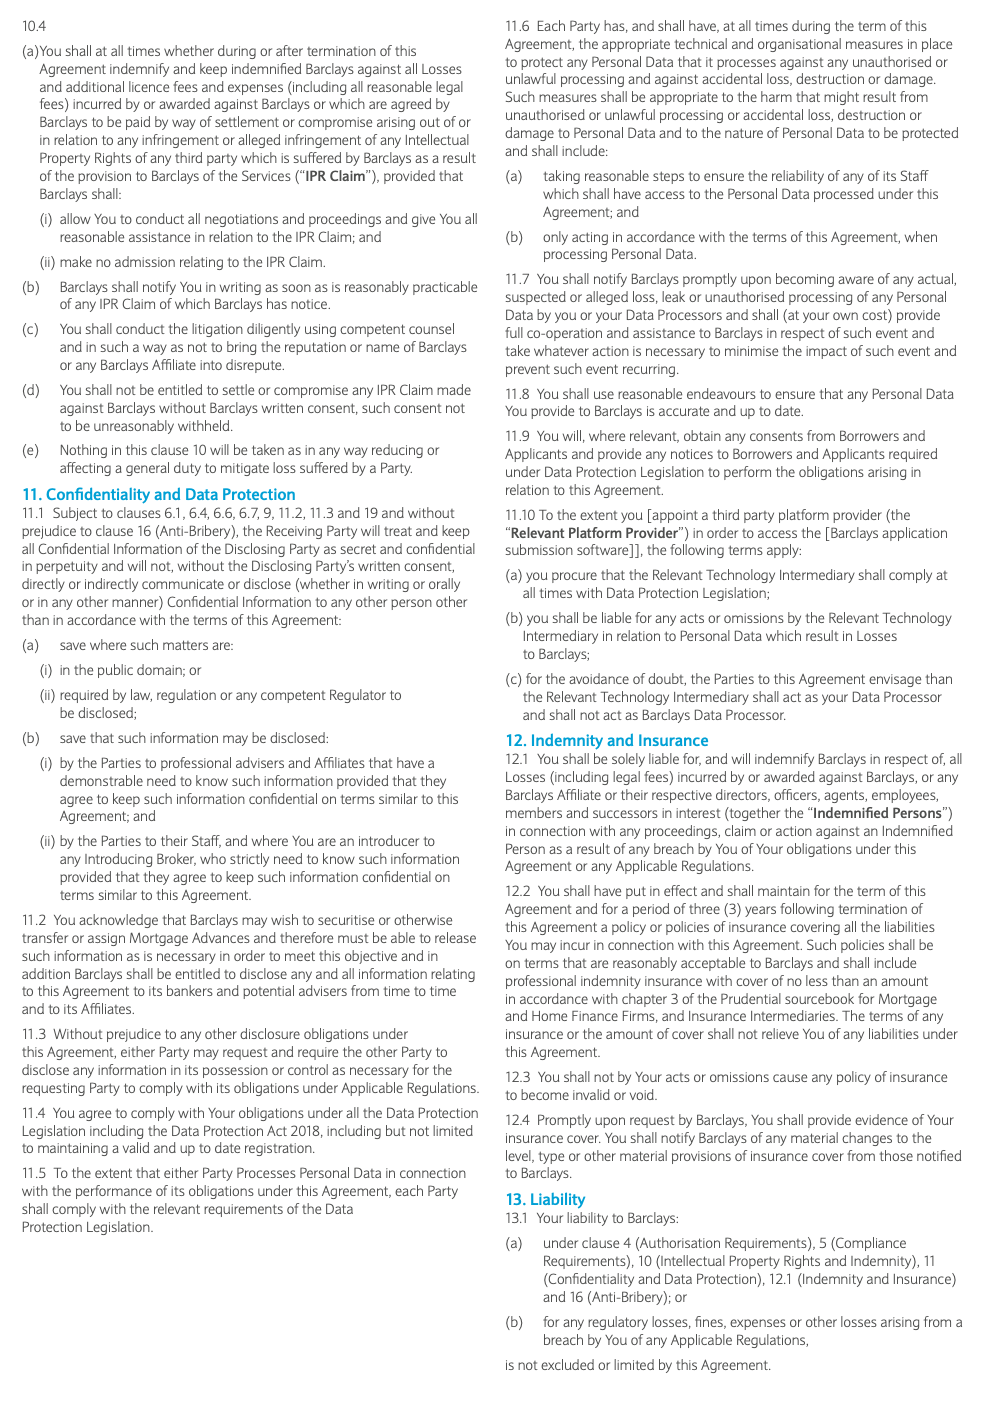 10.4
(a)You shall at all times whether during or after termination of this
Agreement indemnify and keep indemnified Barclays against all Losses
and additional licence fees and expenses (including all reasonable legal
fees) incurred by or awarded against Barclays or which are agreed by
Barclays to be paid by way of settlement or compromise arising out of or
in relation to any infringement or alleged infringement of any Intellectual
Property Rights of any third party which is suffered by Barclays as a result
of the provision to Barclays of the Services (“IPR Claim”), provided that
Barclays shall:
(i) allow You to conduct all negotiations and proceedings and give You all
reasonable assistance in relation to the IPR Claim; and
(ii) make no admission relating to the IPR Claim.
(b) Barclays shall notify You in writing as soon as is reasonably practicable
of any IPR Claim of which Barclays has notice.
(c) You shall conduct the litigation diligently using competent counsel
and in such a way as not to bring the reputation or name of Barclays
or any Barclays Affiliate into disrepute.
(d) You shall not be entitled to settle or compromise any IPR Claim made
against Barclays without Barclays written consent, such consent not
to be unreasonably withheld.
(e) Nothing in this clause 10 will be taken as in any way reducing or
affecting a general duty to mitigate loss suffered by a Party.
11. Confidentiality and Data Protection
11.1 Subject to clauses 6.1, 6.4, 6.6, 6.7, 9, 11.2, 11.3 and 19 and without
prejudice to clause 16 (Anti-Bribery), the Receiving Party will treat and keep
all Confidential Information of the Disclosing Party as secret and confidential
in perpetuity and will not, without the Disclosing Party’s written consent,
directly or indirectly communicate or disclose (whether in writing or orally
or in any other manner) Confidential Information to any other person other
than in accordance with the terms of this Agreement:
(a) save where such matters are:
(i) in the public domain; or
(ii) required by law, regulation or any competent Regulator to
be disclosed;
(b) save that such information may be disclosed:
(i) by the Parties to professional advisers and Affiliates that have a
demonstrable need to know such information provided that they
agree to keep such information confidential on terms similar to this
Agreement; and
(ii) by the Parties to their Staff, and where You are an introducer to
any Introducing Broker, who strictly need to know such information
provided that they agree to keep such information confidential on
terms similar to this Agreement.
11.2 You acknowledge that Barclays may wish to securitise or otherwise
transfer or assign Mortgage Advances and therefore must be able to release
such information as is necessary in order to meet this objective and in
addition Barclays shall be entitled to disclose any and all information relating
to this Agreement to its bankers and potential advisers from time to time
and to its Affiliates.
11.3 Without prejudice to any other disclosure obligations under
this Agreement, either Party may request and require the other Party to
disclose any information in its possession or control as necessary for the
requesting Party to comply with its obligations under Applicable Regulations.
11.4 You agree to comply with Your obligations under all the Data Protection
Legislation including the Data Protection Act 2018, including but not limited
to maintaining a valid and up to date registration.
11.5 To the extent that either Party Processes Personal Data in connection
with the performance of its obligations under this Agreement, each Party
shall comply with the relevant requirements of the Data
Protection Legislation.
11.6 Each Party has, and shall have, at all times during the term of this
Agreement, the appropriate technical and organisational measures in place
to protect any Personal Data that it processes against any unauthorised or
unlawful processing and against accidental loss, destruction or damage.
Such measures shall be appropriate to the harm that might result from
unauthorised or unlawful processing or accidental loss, destruction or
damage to Personal Data and to the nature of Personal Data to be protected
and shall include:
(a) taking reasonable steps to ensure the reliability of any of its Staff
which shall have access to the Personal Data processed under this
Agreement; and
(b) only acting in accordance with the terms of this Agreement, when
processing Personal Data.
11.7 You shall notify Barclays promptly upon becoming aware of any actual,
suspected or alleged loss, leak or unauthorised processing of any Personal
Data by you or your Data Processors and shall (at your own cost) provide
full co-operation and assistance to Barclays in respect of such event and
take whatever action is necessary to minimise the impact of such event and
prevent such event recurring.
11.8 You shall use reasonable endeavours to ensure that any Personal Data
You provide to Barclays is accurate and up to date.
11.9 You will, where relevant, obtain any consents from Borrowers and
Applicants and provide any notices to Borrowers and Applicants required
under Data Protection Legislation to perform the obligations arising in
relation to this Agreement.
11.10 To the extent you [appoint a third party platform provider (the
“Relevant Platform Provider”) in order to access the [Barclays application
submission software]], the following terms apply:
(a) you procure that the Relevant Technology Intermediary shall comply at
all times with Data Protection Legislation;
(b) you shall be liable for any acts or omissions by the Relevant Technology
Intermediary in relation to Personal Data which result in Losses
to Barclays;
(c) for the avoidance of doubt, the Parties to this Agreement envisage than
the Relevant Technology Intermediary shall act as your Data Processor
and shall not act as Barclays Data Processor.
12. Indemnity and Insurance
12.1 You shall be solely liable for, and will indemnify Barclays in respect of, all
Losses (including legal fees) incurred by or awarded against Barclays, or any
Barclays Affiliate or their respective directors, officers, agents, employees,
members and successors in interest (together the “Indemnified Persons”)
in connection with any proceedings, claim or action against an Indemnified
Person as a result of any breach by You of Your obligations under this
Agreement or any Applicable Regulations.
12.2 You shall have put in effect and shall maintain for the term of this
Agreement and for a period of three (3) years following termination of
this Agreement a policy or policies of insurance covering all the liabilities
You may incur in connection with this Agreement. Such policies shall be
on terms that are reasonably acceptable to Barclays and shall include
professional indemnity insurance with cover of no less than an amount
in accordance with chapter 3 of the Prudential sourcebook for Mortgage
and Home Finance Firms, and Insurance Intermediaries. The terms of any
insurance or the amount of cover shall not relieve You of any liabilities under
this Agreement.
12.3 You shall not by Your acts or omissions cause any policy of insurance
to become invalid or void.
12.4 Promptly upon request by Barclays, You shall provide evidence of Your
insurance cover. You shall notify Barclays of any material changes to the
level, type or other material provisions of insurance cover from those notified
to Barclays.
13. Liability
13.1 Your liability to Barclays:
(a) under clause 4 (Authorisation Requirements), 5 (Compliance
Requirements), 10 (Intellectual Property Rights and Indemnity), 11
(Confidentiality and Data Protection), 12.1 (Indemnity and Insurance)
and 16 (Anti-Bribery); or
(b) for any regulatory losses, fines, expenses or other losses arising from a
breach by You of any Applicable Regulations,
is not excluded or limited by this Agreement.